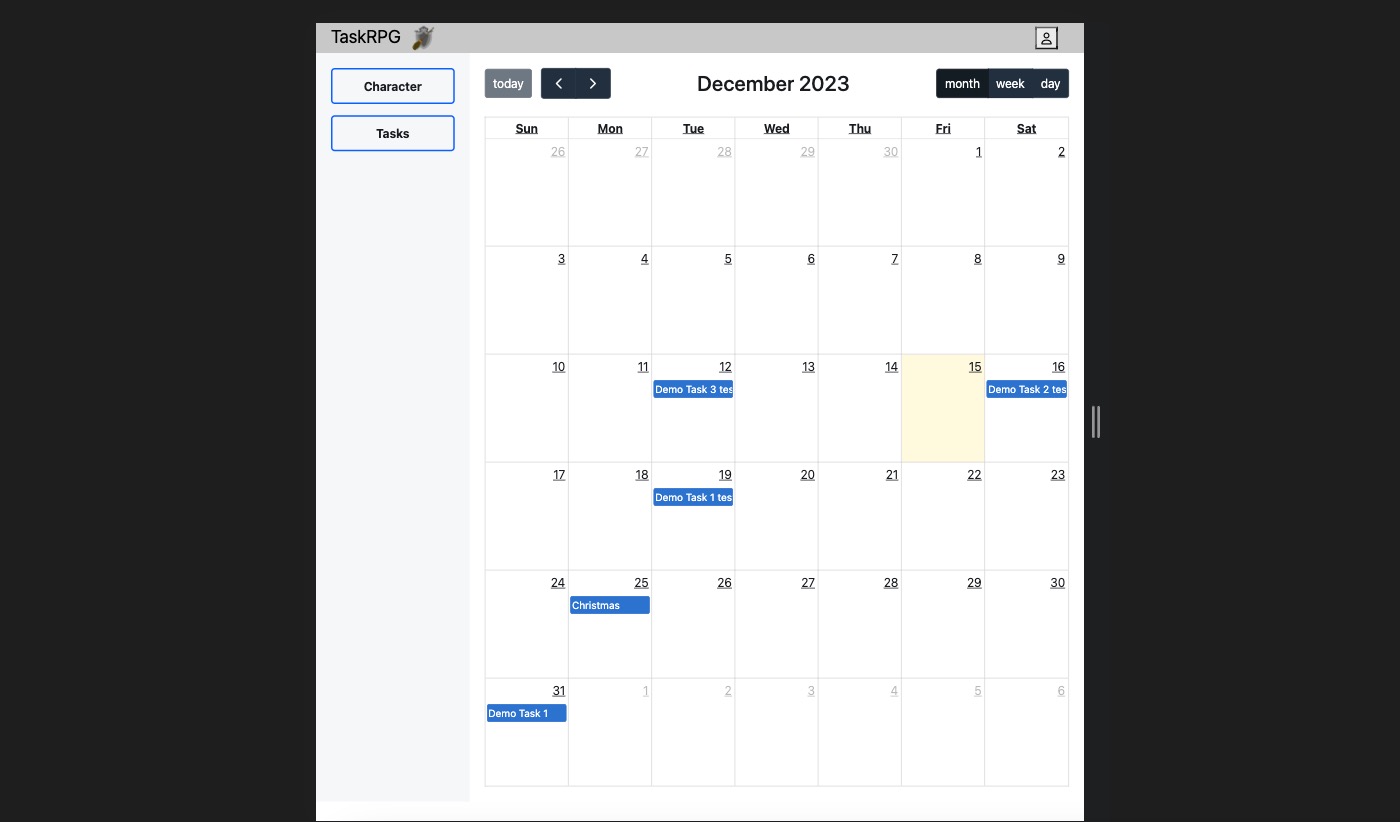 TaskRPG
Character
Tasks
today
December 2023
month week day
Sun Mon Tue Wed Thu Fri Sat
26 27 28 29 30 1 2
3 4 5 6 7 8 9
10 11 12 13 14 15 16
Demo Task 3 tes Demo Task 2 tes
17 18 19 20 21 22 23
Demo Task 1 tes
24 25 26 27 28 29 30
Christmas
31 1 2 3 4 5 6
Demo Task 1